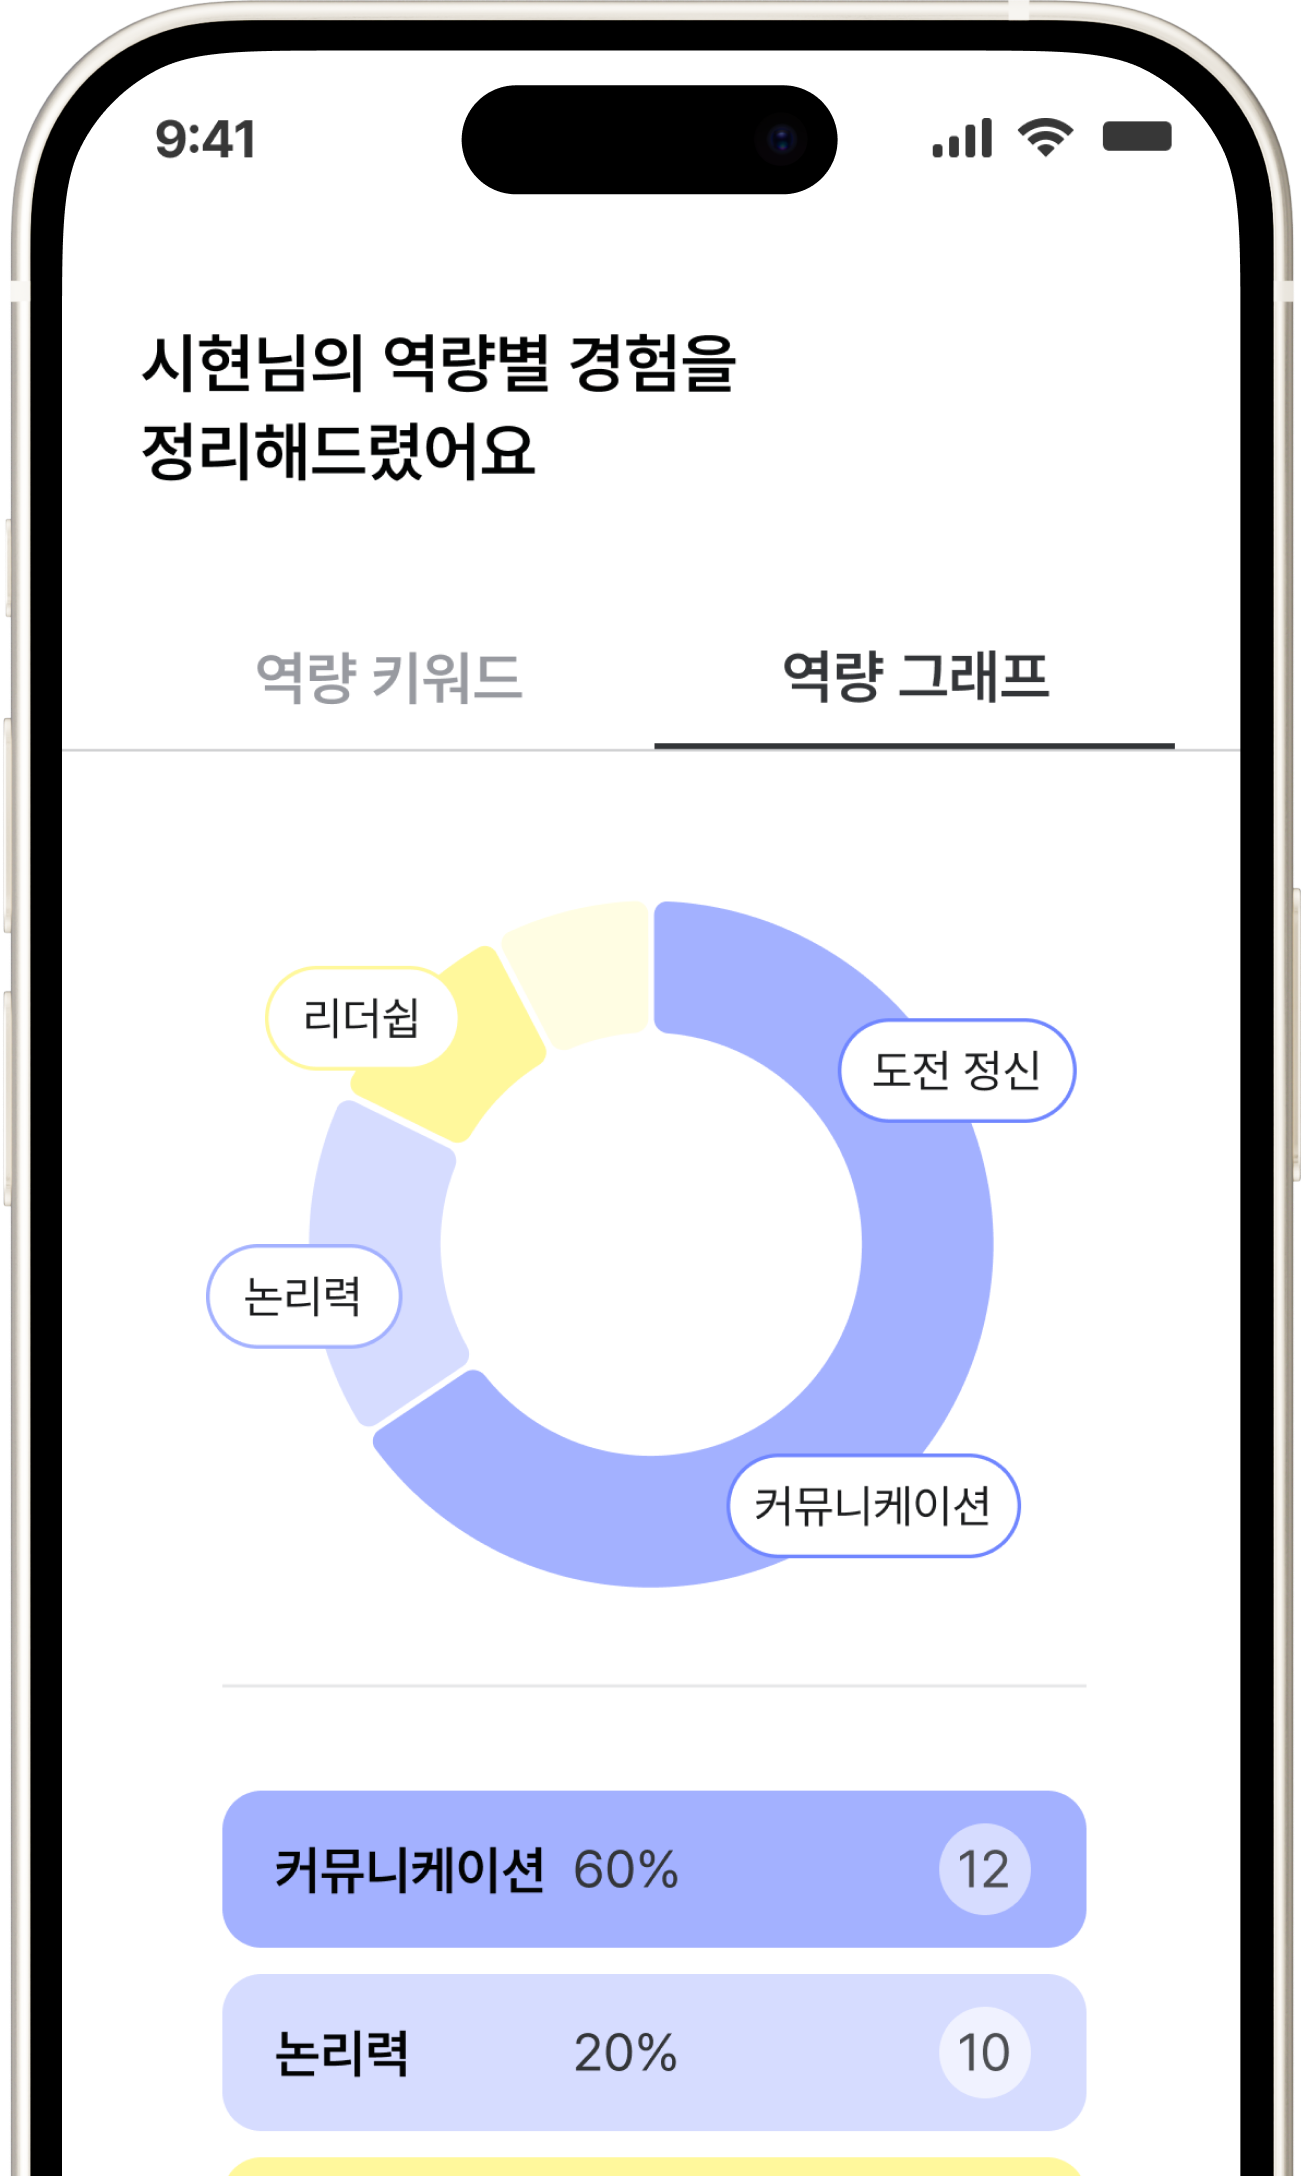 9:41
시현님의 역량별 경험을
정리해드렸어요
역량 키워드
역량 그래프
리더쉽
도전 정신
논리력
커뮤니케이션
커뮤니케이션 60% 12
논리력 20% 10